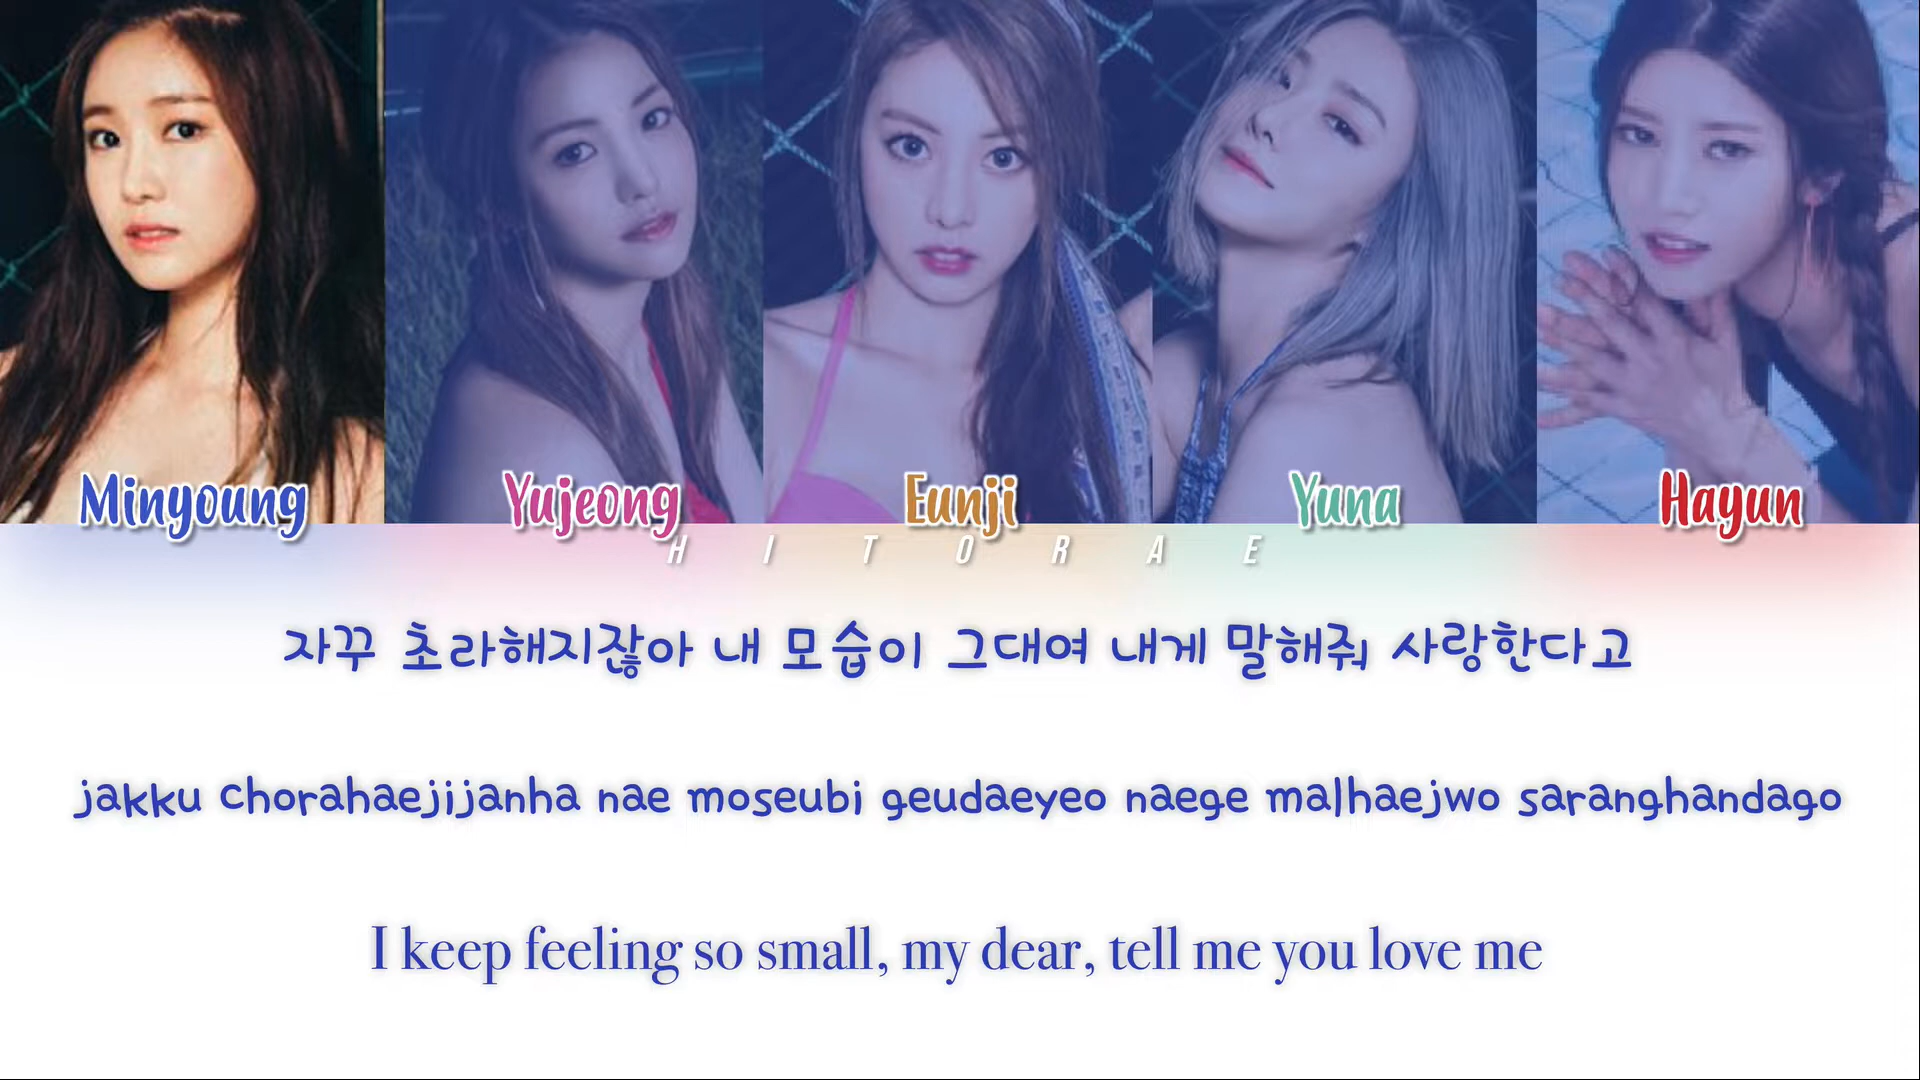 Minyoung Yujeong Eunji Yuna Hayun
HITORAE
자꾸 초라해지잖아 내 모습이 그대여 내게 말해줘 사랑한다고
jakku chorahaejijanha nae moseubi geudaeyeo naege malhaejwo saranghandago
I keep feeling so small, my dear, tell me you love me